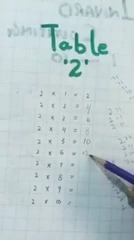 Table
'2'
2 × 1 = 2
2 × 2 = 4
2 × 3 = 6
2 × 4 = 8
2 × 5 = 10
2 × 6 = 12
2 × 7 =
2 × 8 =
2 × 9 =
2 × 10 =